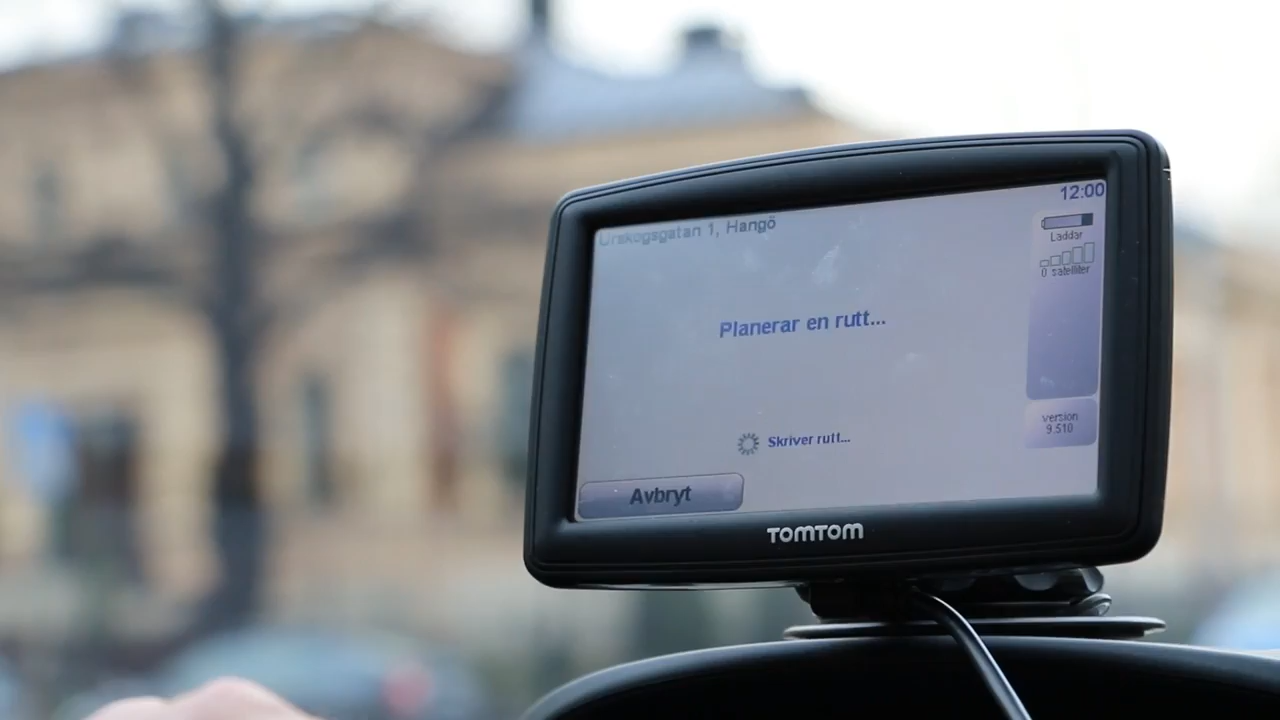 12:00
Urskogsgatan 1, Hangö
Laddar
0 satelliter
Planerar en rutt...
version
9.510
Skriver rutt...
Avbryt
TOMTOM